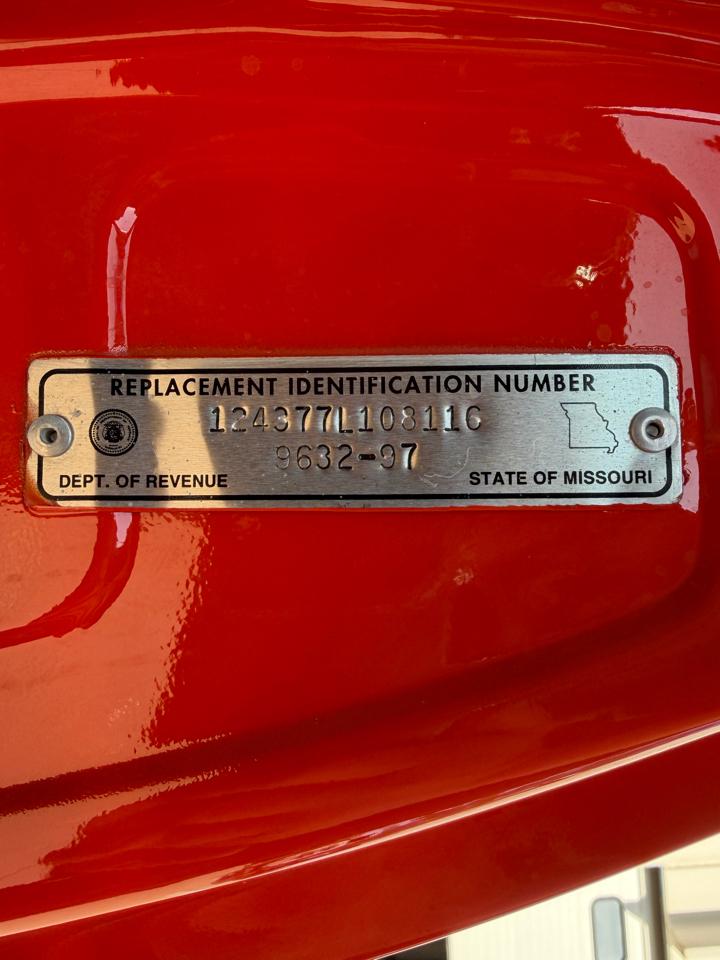 REPLACEMENT IDENTIFICATION NUMBER
124377L108116
9632-97
DEPT. OF REVENUE
STATE OF MISSOURI